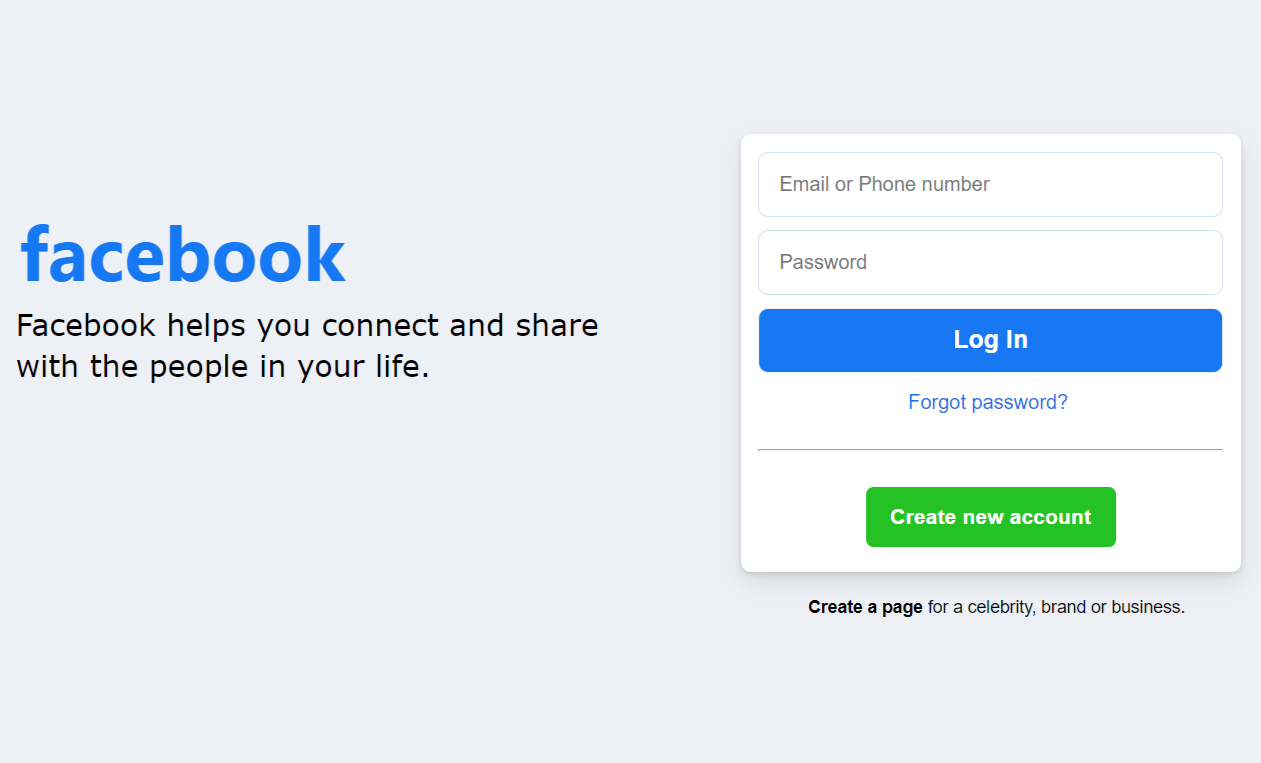 facebook
Facebook helps you connect and share
with the people in your life.
Email or Phone number
Password
Log In
Forgot password?
Create new account
Create a page for a celebrity, brand or business.